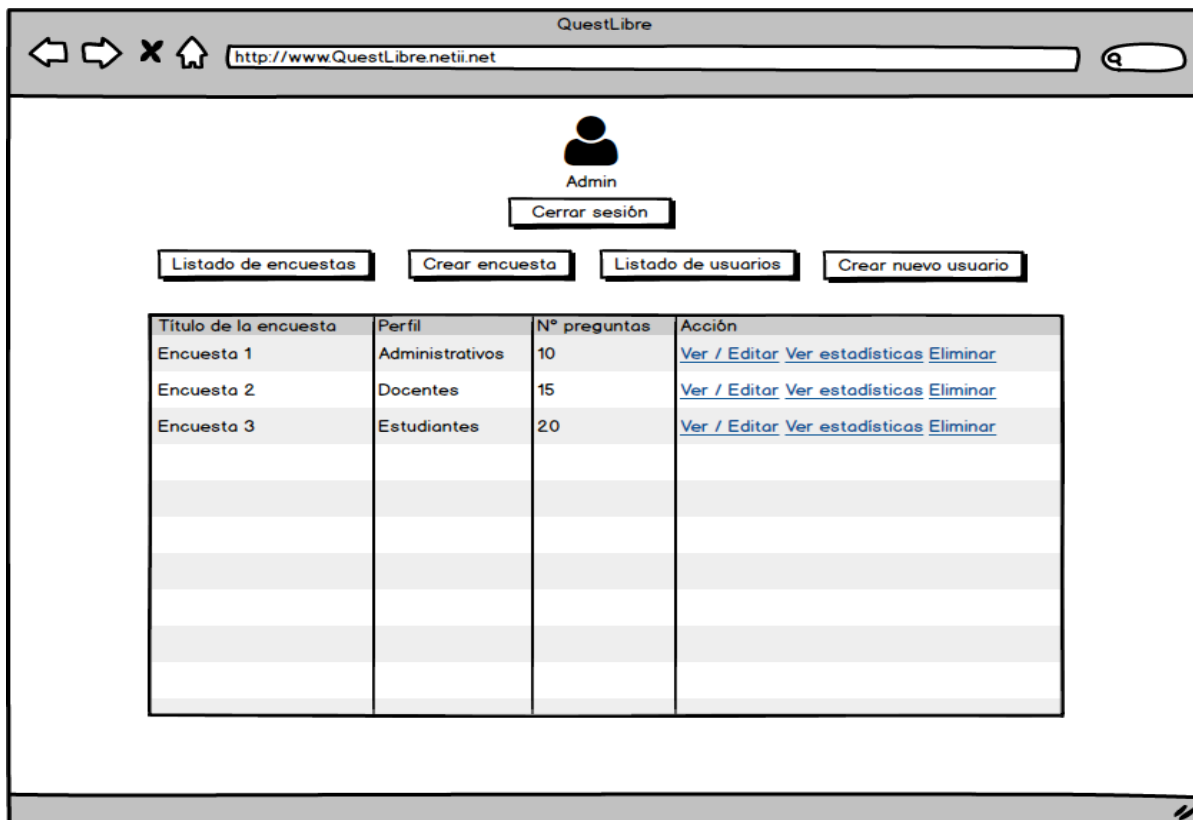 QuestLibre
http://www.QuestLibre.netii.net
Admin
Cerrar sesión
Listado de encuestas Crear encuesta Listado de usuarios Crear nuevo usuario
Título de la encuesta Perfil Nº preguntas Acción
Encuesta 1 Administrativos 10 Ver / Editar Ver estadísticas Eliminar
Encuesta 2 Docentes 15 Ver / Editar Ver estadísticas Eliminar
Encuesta 3 Estudiantes 20 Ver / Editar Ver estadísticas Eliminar